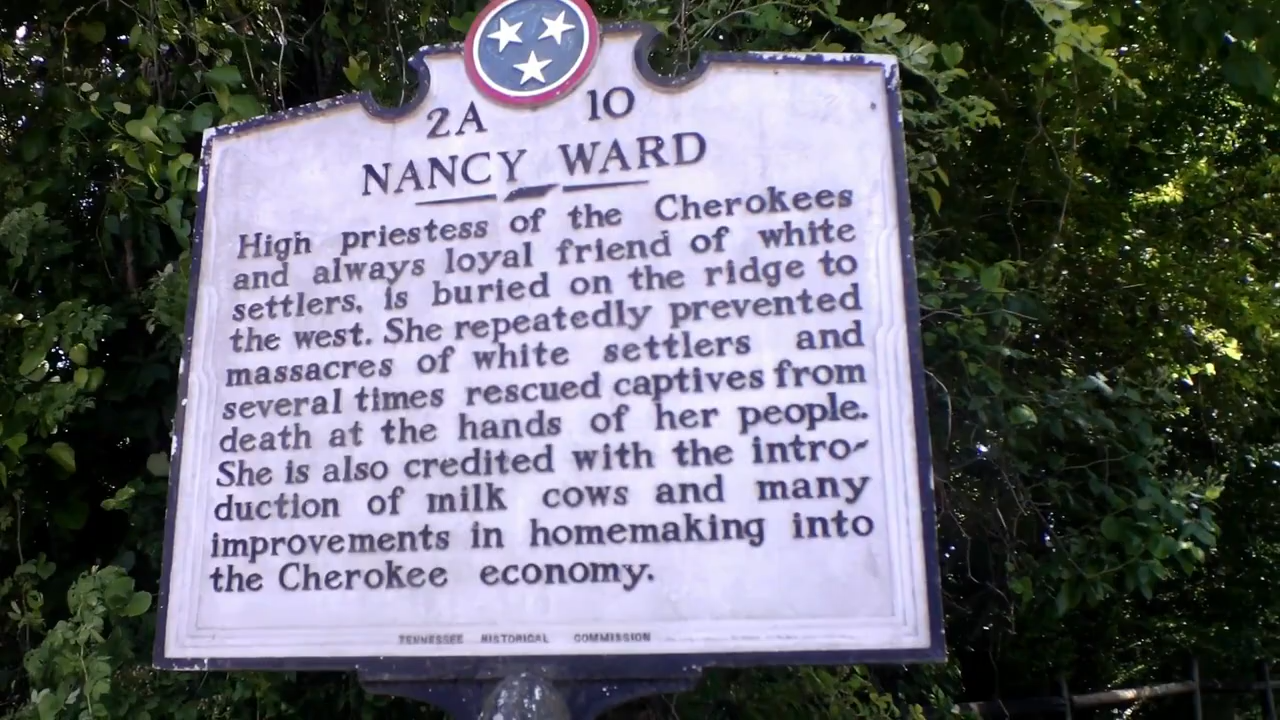 2A 10
NANCY WARD
High priestess of the Cherokees
and always loyal friend of white
settlers, is buried on the ridge to
the west. She repeatedly prevented
massacres of white settlers and
several times rescued captives from
death at the hands of her people.
She is also credited with the intro-
duction of milk cows and many
improvements in homemaking into
the Cherokee economy.
TENNESSEE HISTORICAL COMMISSION